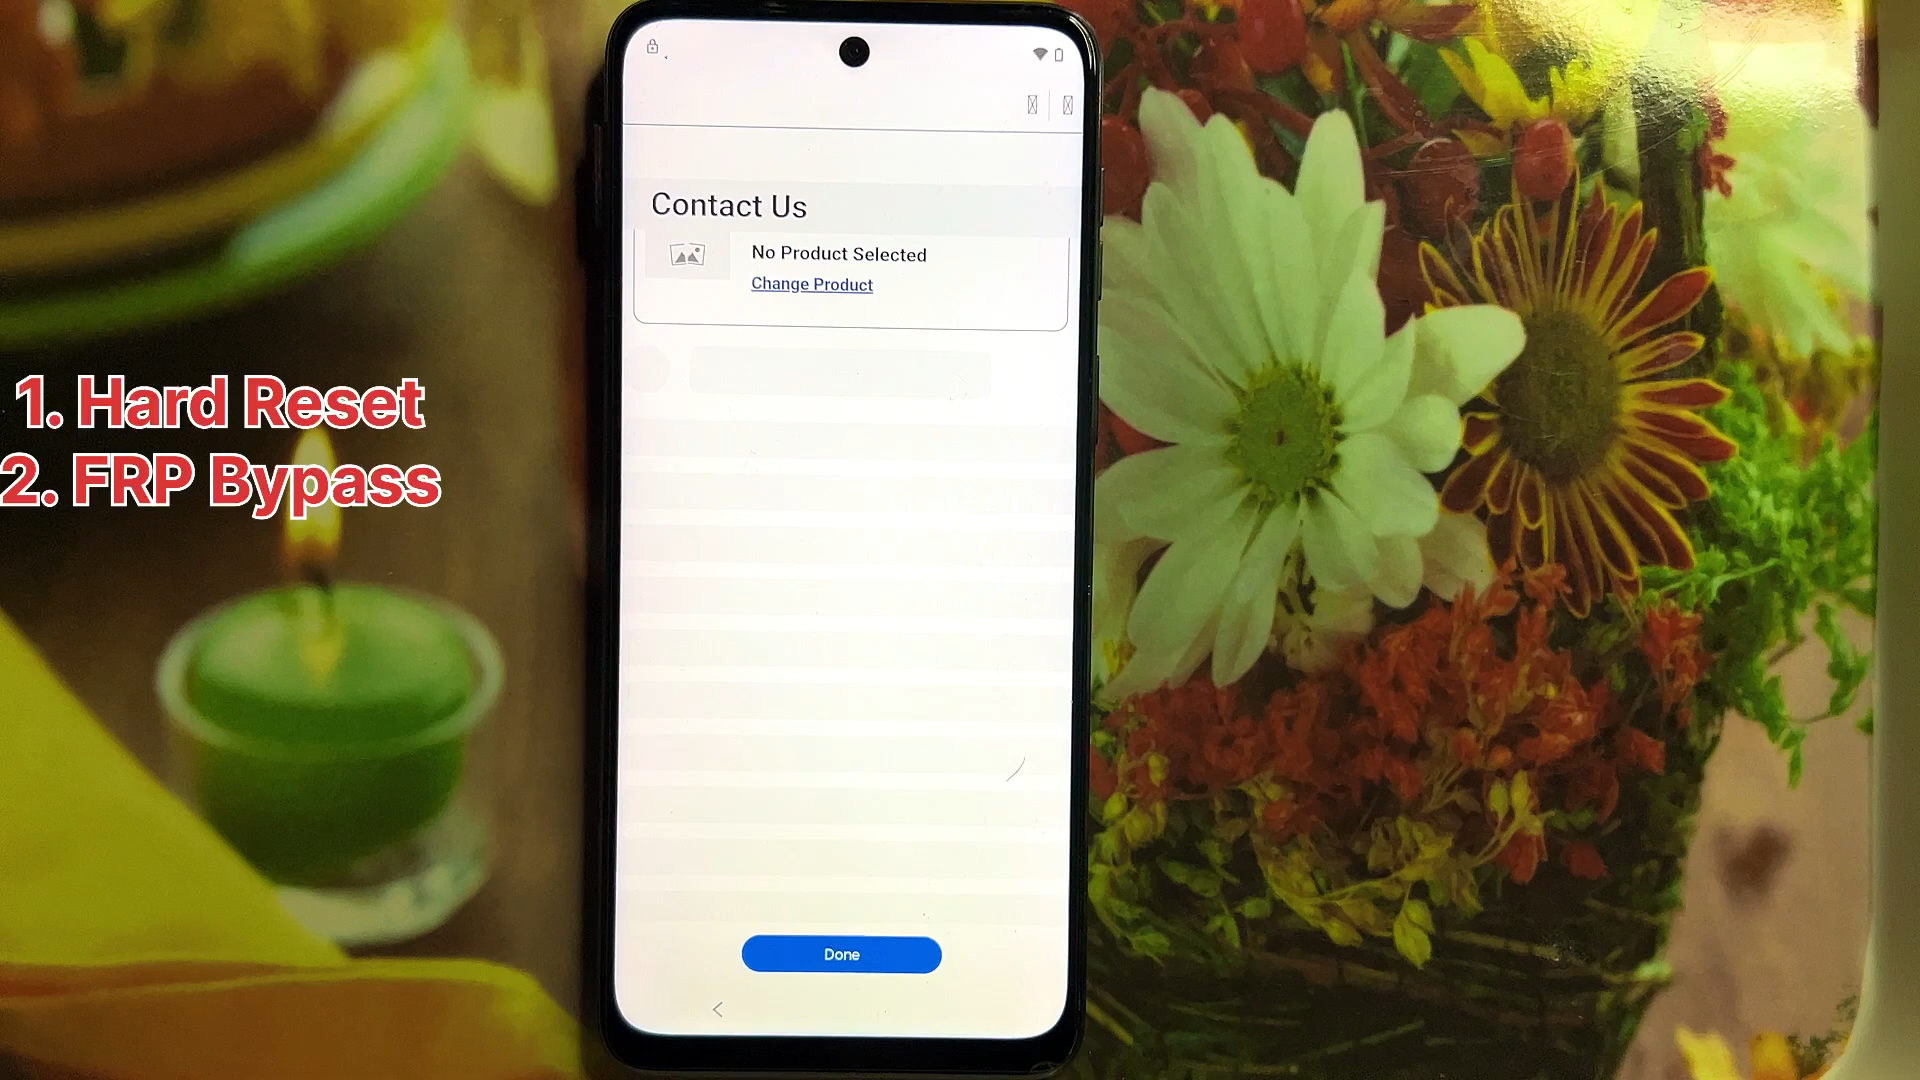 1. Hard Reset
2. FRP Bypass
Contact Us
No Product Selected
Change Product
Done